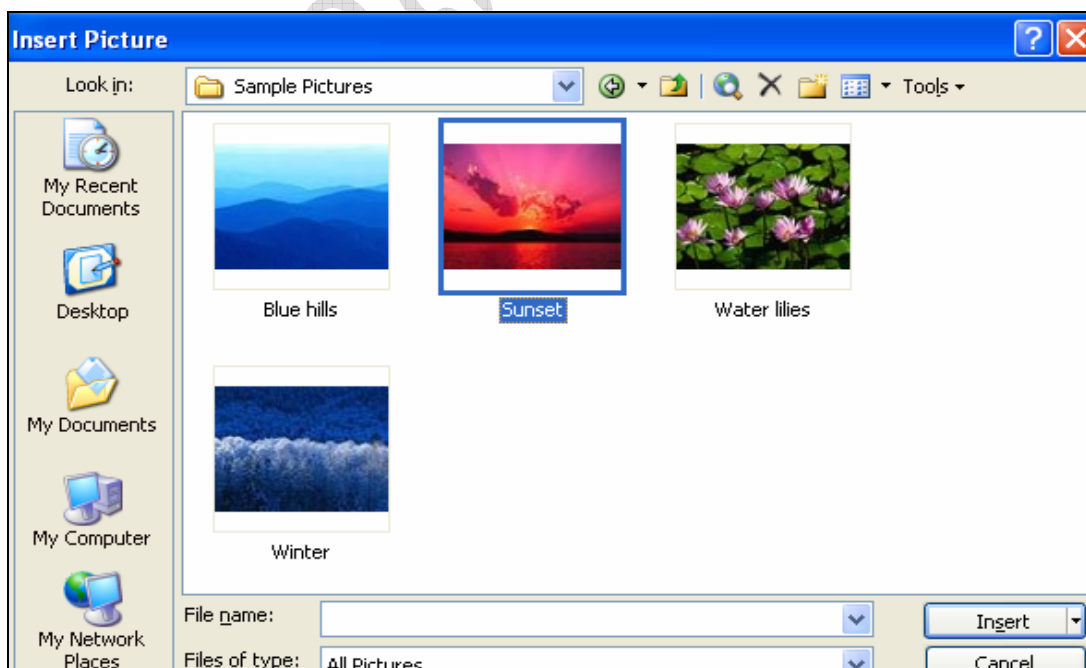 Insert Picture
Look in:
Sample Pictures
Tools
My Recent
Documents
Desktop
My Documents
My Computer
My Network
Places
Blue hills
Sunset
Water lilies
Winter
File name:
Insert
Files of type:
All Pictures
Cancel